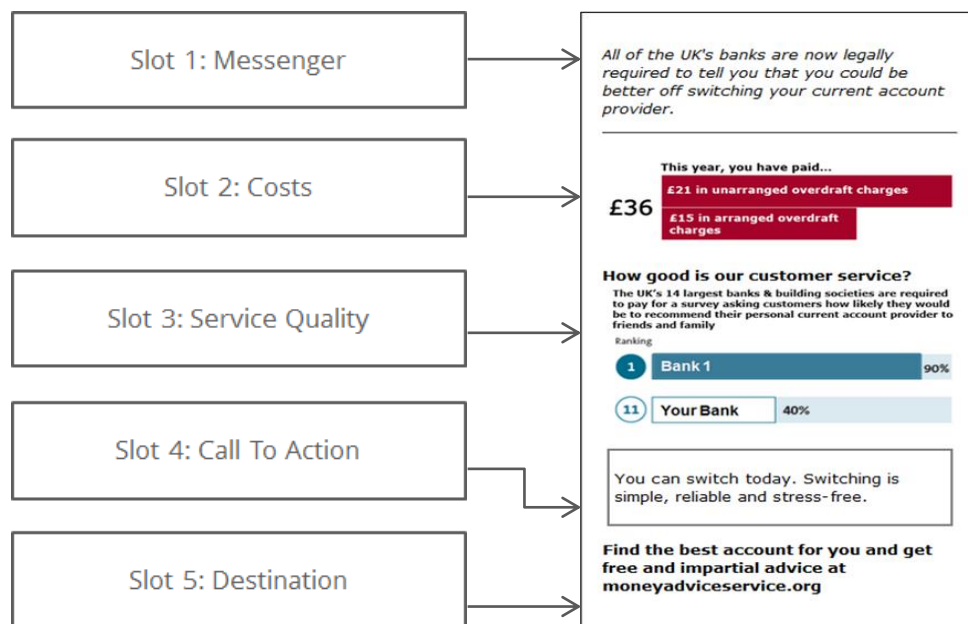 Slot 1: Messenger
Slot 2: Costs
Slot 3: Service Quality
Slot 4: Call To Action
Slot 5: Destination
All of the UK's banks are now legally
required to tell you that you could be
better off switching your current account
provider.
This year, you have paid...
£36
£21 in unarranged overdraft charges
£15 in arranged overdraft
charges
How good is our customer service?
The UK's 14 largest banks & building societies are required
to pay for a survey asking customers how likely they would
be to recommend their personal current account provider to
friends and family
Ranking
1 Bank 1 90%
11 Your Bank 40%
You can switch today. Switching is
simple, reliable and stress-free.
Find the best account for you and get
free and impartial advice at
moneyadviceservice.org